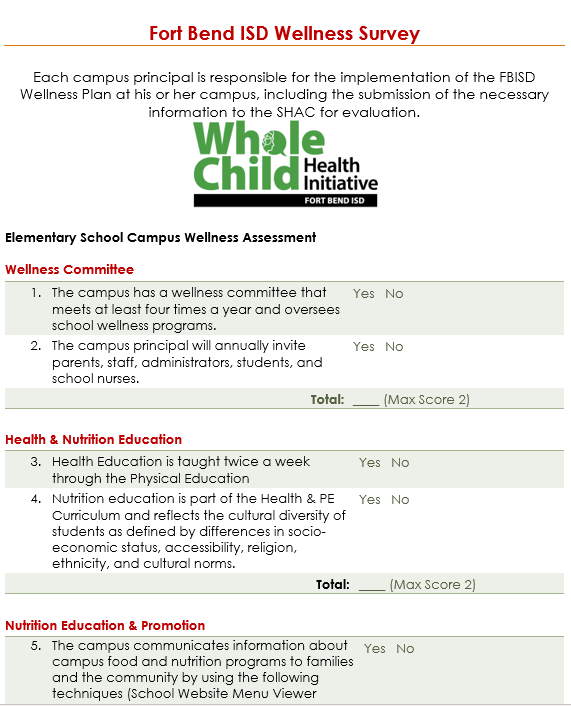 Fort Bend ISD Wellness Survey
Each campus principal is responsible for the implementation of the FBISD
Wellness Plan at his or her campus, including the submission of the necessary
information to the SHAC for evaluation.
Whole
Child Health
Initiative
FORT BEND ISD
Elementary School Campus Wellness Assessment
Wellness Committee
1. The campus has a wellness committee that Yes No
meets at least four times a year and oversees
school wellness programs.
2. The campus principal will annually invite Yes No
parents, staff, administrators, students, and
school nurses.
Total: ____ (Max Score 2)
Health & Nutrition Education
3. Health Education is taught twice a week Yes No
through the Physical Education
4. Nutrition education is part of the Health & PE Yes No
Curriculum and reflects the cultural diversity of
students as defined by differences in socio-
economic status, accessibility, religion,
ethnicity, and cultural norms.
Total: ____ (Max Score 2)
Nutrition Education & Promotion
5. The campus communicates information about Yes No
campus food and nutrition programs to families
and the community by using the following
techniques (School Website Menu Viewer